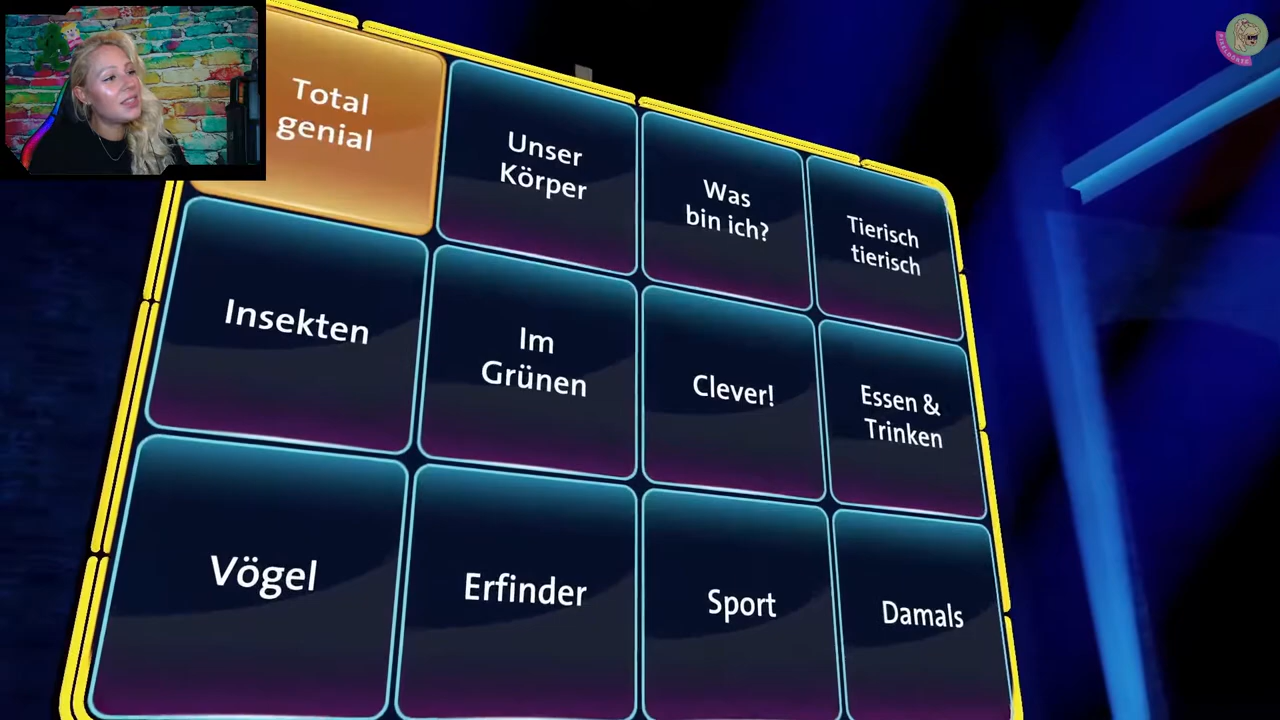 Total
genial
Unser
Körper
Was
bin ich?
Tierisch
tierisch
Insekten
Im
Grünen
Clever!
Essen &
Trinken
Vögel
Erfinder
Sport
Damals